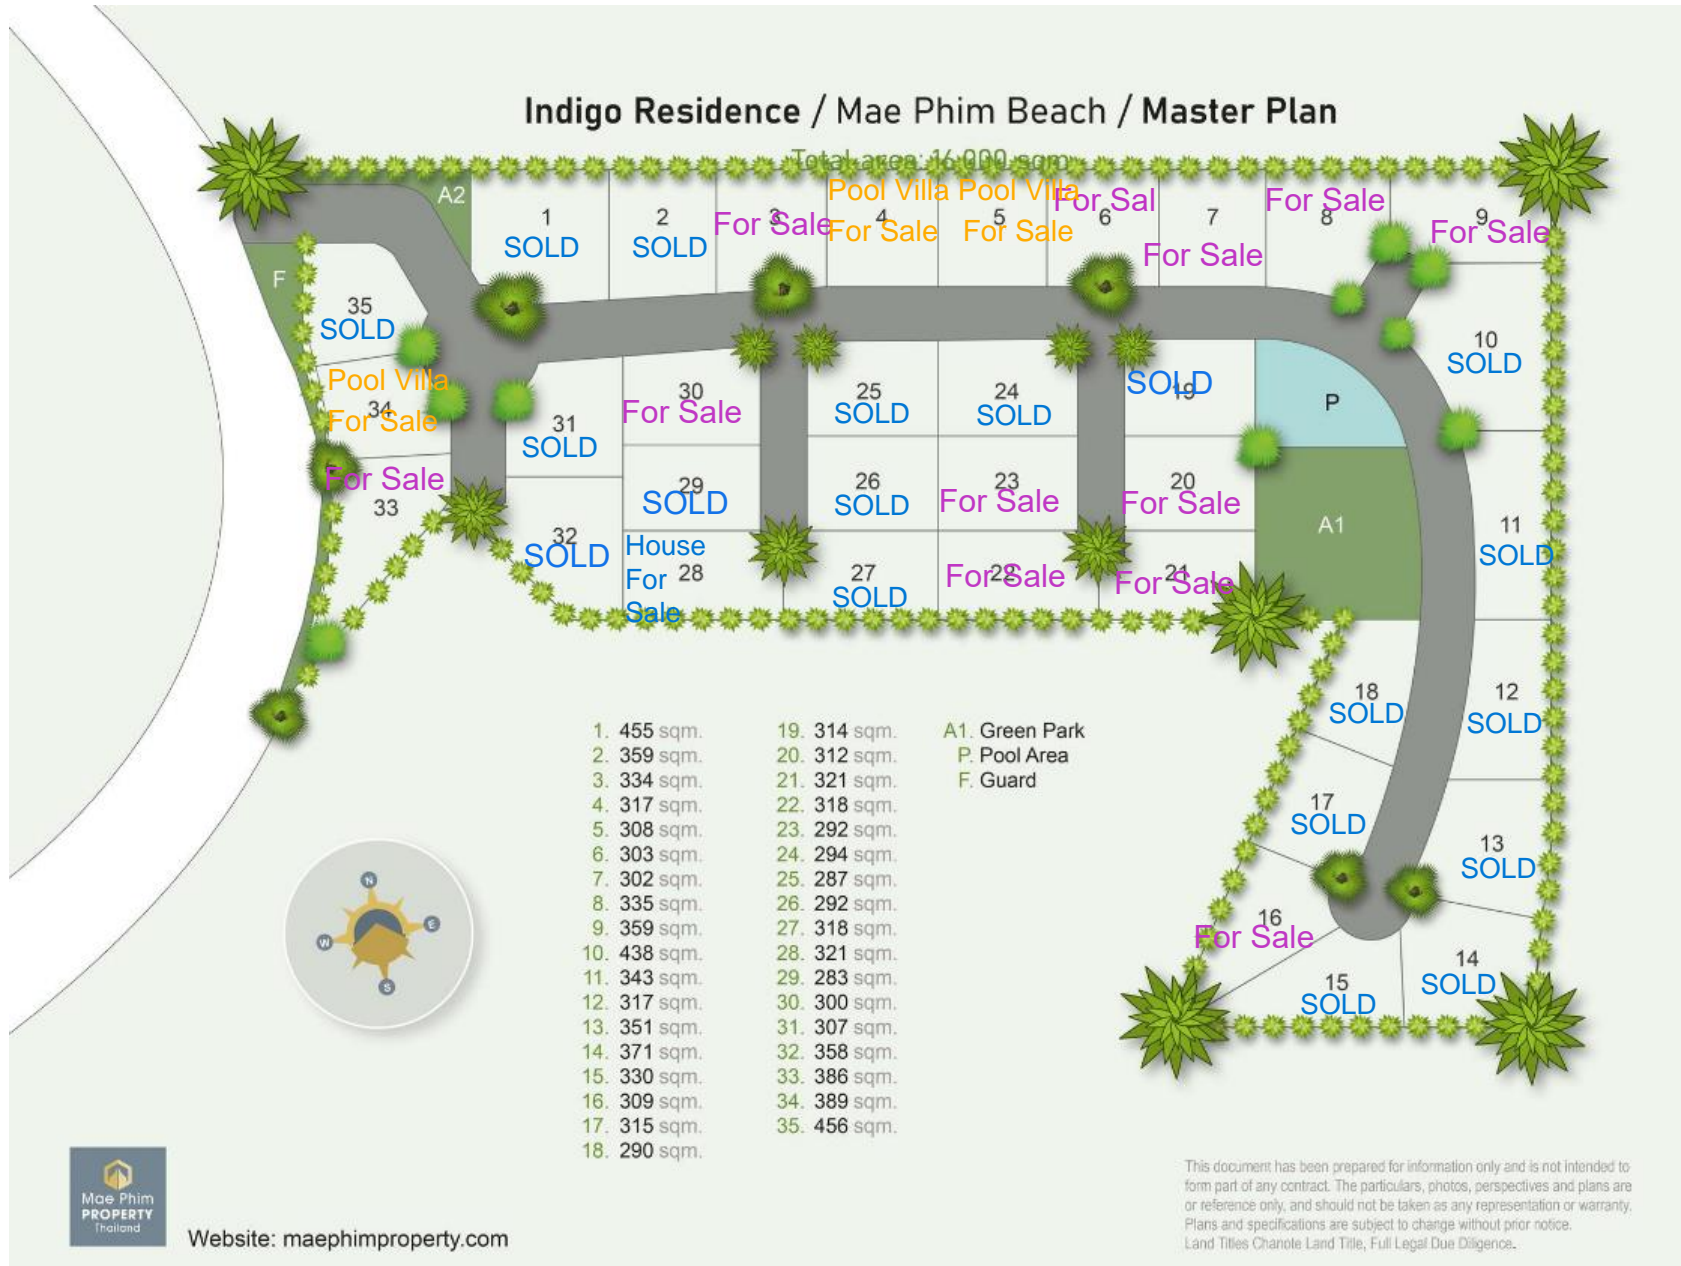 Indigo Residence / Mae Phim Beach / Master Plan
Total area: 16,000 sqm
A2
1
SOLD
2
SOLD
3
For Sale
Pool Villa
4
For Sale
Pool Villa
5
For Sale
For Sal
6
7
For Sale
For Sale
8
9
For Sale
F
35
SOLD
Pool Villa
34
For Sale
For Sale
33
31
SOLD
32
SOLD
30
For Sale
29
SOLD
House
For
28
Sale
25
SOLD
26
SOLD
27
SOLD
24
SOLD
23
For Sale
22
For Sale
SOLD
19
20
For Sale
21
For Sale
P
A1
10
SOLD
11
SOLD
12
SOLD
13
SOLD
14
SOLD
15
SOLD
16
For Sale
17
SOLD
18
SOLD
1. 455 sqm.
2. 359 sqm.
3. 334 sqm.
4. 317 sqm.
5. 308 sqm.
6. 303 sqm.
7. 302 sqm.
8. 335 sqm.
9. 359 sqm.
10. 438 sqm.
11. 343 sqm.
12. 317 sqm.
13. 351 sqm.
14. 371 sqm.
15. 330 sqm.
16. 309 sqm.
17. 315 sqm.
18. 290 sqm.
19. 314 sqm.
20. 312 sqm.
21. 321 sqm.
22. 318 sqm.
23. 292 sqm.
24. 294 sqm.
25. 287 sqm.
26. 292 sqm.
27. 318 sqm.
28. 321 sqm.
29. 283 sqm.
30. 300 sqm.
31. 307 sqm.
32. 358 sqm.
33. 386 sqm.
34. 389 sqm.
35. 456 sqm.
A1. Green Park
P. Pool Area
F. Guard
N
E
W
S
Mae Phim
PROPERTY
Thailand
Website: maephimproperty.com
This document has been prepared for information only and is not intended to
form part of any contract. The particulars, photos, perspectives and plans are
or reference only, and should not be taken as any representation or warranty.
Plans and specifications are subject to change without prior notice.
Land Titles Chanote Land Title, Full Legal Due Diligence.